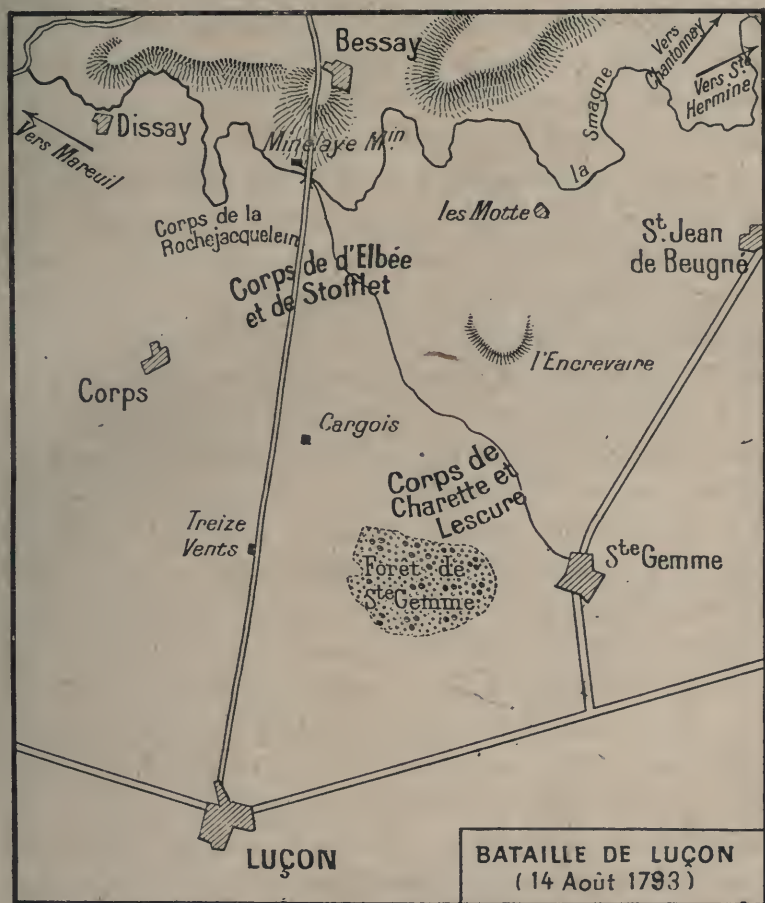 Bessay
Vers
Chantonnay
Vers Ste
Hermine
Dissay
Vers Mareuil
Minclaye Min
la Smagne
Corps de la
Rochejacquelein
les Motte
St. Jean
de Beugné
Corps de d'Elbée
et de Stofflet
l'Encrevaire
Corps
Cargois
Corps de
Charette et
Lescure
Treize
Vents
Forêt de
Ste Gemme
Ste Gemme
LUÇON
BATAILLE DE LUÇON
(14 Août 1793)